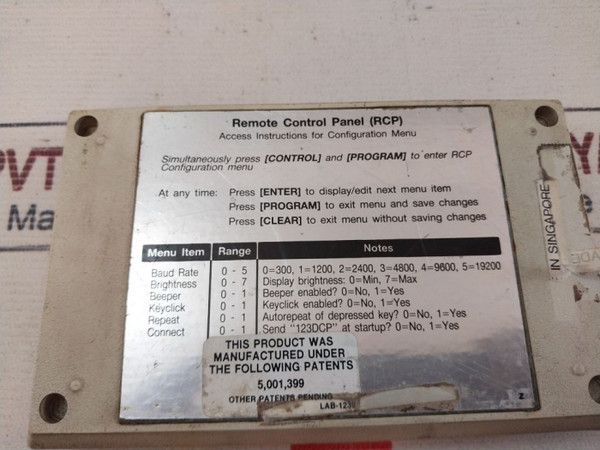 Remote Control Panel (RCP)
Access Instructions for Configuration Menu
Simultaneously press [CONTROL] and [PROGRAM] to enter RCP
Configuration menu
At any time: Press [ENTER] to display/edit next menu item
Press [PROGRAM] to exit menu and save changes
Press [CLEAR] to exit menu without saving changes
Menu Item Range Notes
Baud Rate 0 - 5 0=300, 1=1200, 2=2400, 3=4800, 4=9600, 5=19200
Brightness 0 - 7 Display brightness: 0=Min, 7=Max
Beeper 0 - 1 Beeper enabled? 0=No, 1=Yes
Keyclick 0 - 1 Keyclick enabled? 0=No, 1=Yes
Repeat 0 - 1 Autorepeat of depressed key? 0=No, 1=Yes
Connect 0 - 1 Send "123DCP" at startup? 0=No, 1=Yes
THIS PRODUCT WAS
MANUFACTURED UNDER
THE FOLLOWING PATENTS
5,001,399
OTHER PATENTS PENDING
LAB-123
Z
IN SINGAPORE
PVT
Ma